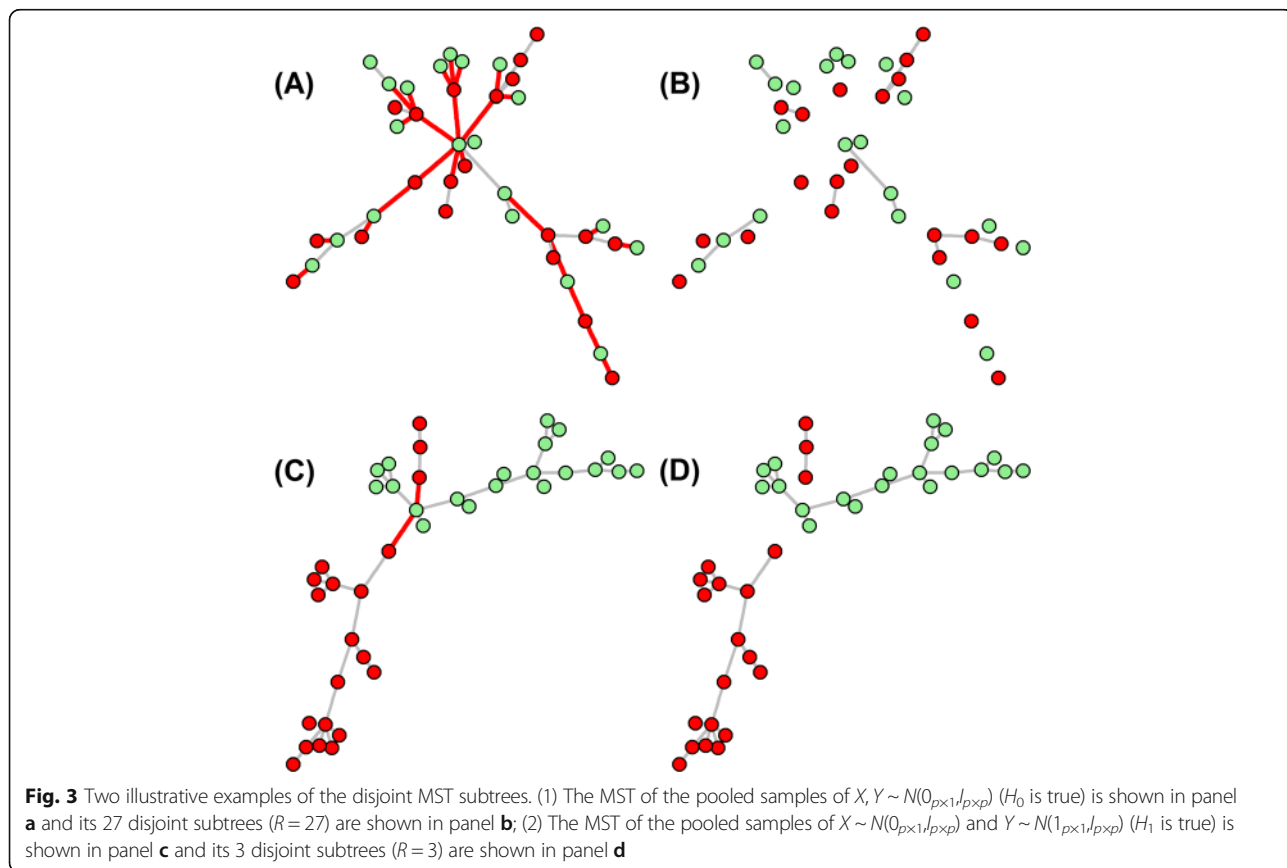 (A)
(B)
(C)
(D)
Fig. 3 Two illustrative examples of the disjoint MST subtrees. (1) The MST of the pooled samples of X, Y ~ N(0p×1,Ip×p) (H0 is true) is shown in panel
a and its 27 disjoint subtrees (R = 27) are shown in panel b; (2) The MST of the pooled samples of X ~ N(0p×1,Ip×p) and Y ~ N(1p×1,Ip×p) (H1 is true) is
shown in panel c and its 3 disjoint subtrees (R = 3) are shown in panel d